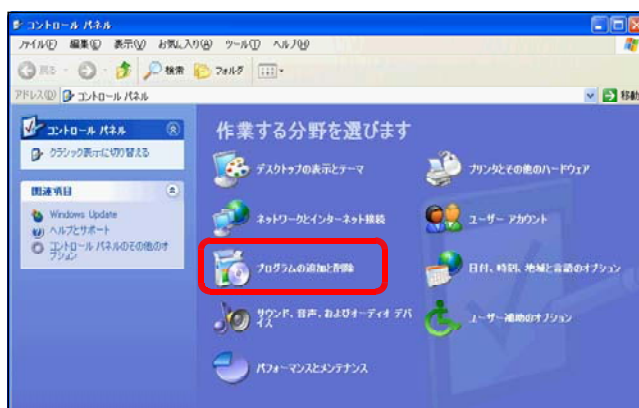 コントロール パネル
ファイル(F) 編集(E) 表示(V) お気に入り(A) ツール(T) ヘルプ(H)
戻る 検索 フォルダ
アドレス(D) コントロール パネル 移動
コントロール パネル
クラシック表示に切り替える
関連項目
Windows Update
ヘルプとサポート
コントロール パネルのその他のオ
プション
作業する分野を選びます
デスクトップの表示とテーマ
プリンタとその他のハードウェア
ネットワークとインターネット接続
ユーザー アカウント
プログラムの追加と削除
日付、時刻、地域と言語のオプション
サウンド、音声、およびオーディオ デバ
イス
ユーザー補助のオプション
パフォーマンスとメンテナンス